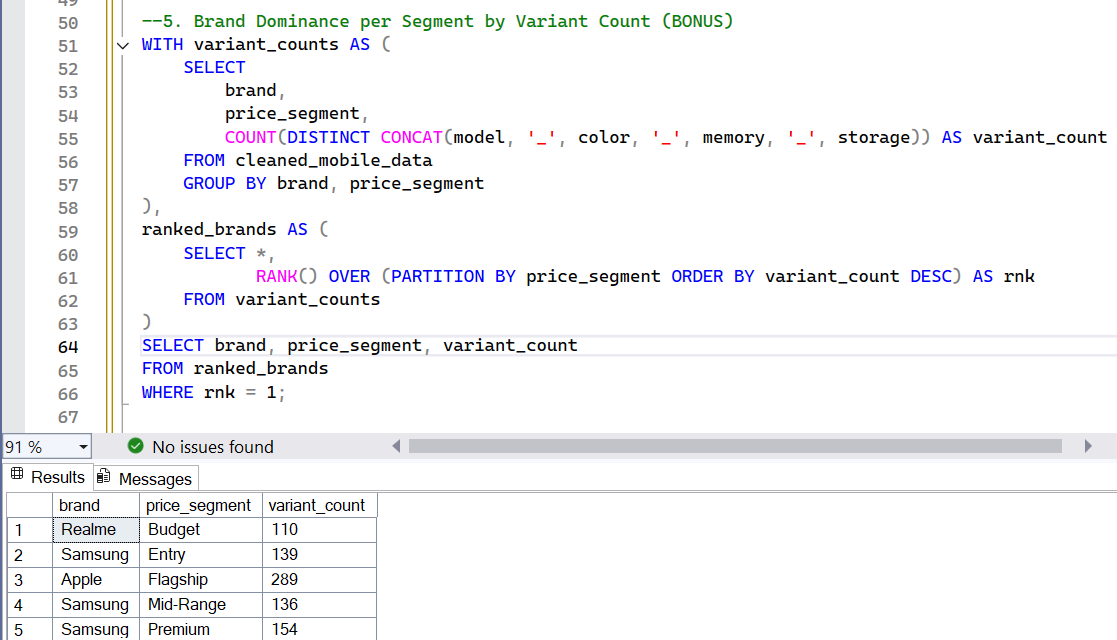 49
50 --5. Brand Dominance per Segment by Variant Count (BONUS)
51 WITH variant_counts AS (
52 SELECT
53 brand,
54 price_segment,
55 COUNT(DISTINCT CONCAT(model, '_', color, '_', memory, '_', storage)) AS variant_count
56 FROM cleaned_mobile_data
57 GROUP BY brand, price_segment
58 ),
59 ranked_brands AS (
60 SELECT *,
61 RANK() OVER (PARTITION BY price_segment ORDER BY variant_count DESC) AS rnk
62 FROM variant_counts
63 )
64 SELECT brand, price_segment, variant_count
65 FROM ranked_brands
66 WHERE rnk = 1;
67
91 % No issues found
Results Messages
brand price_segment variant_count
1 Realme Budget 110
2 Samsung Entry 139
3 Apple Flagship 289
4 Samsung Mid-Range 136
5 Samsung Premium 154